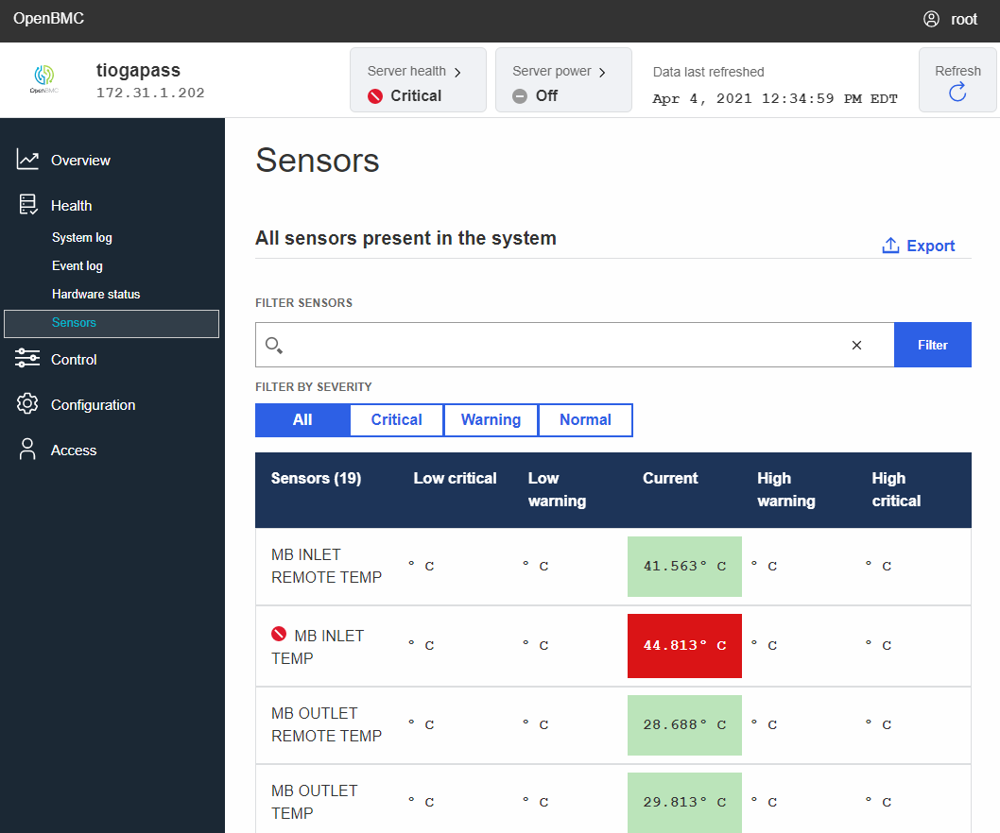 OpenBMC
root
OpenBMC
tiogapass
172.31.1.202
Server health
Critical
Server power
Off
Data last refreshed
Apr 4, 2021 12:34:59 PM EDT
Refresh
Overview
Health
System log
Event log
Hardware status
Sensors
Control
Configuration
Access
Sensors
All sensors present in the system
Export
FILTER SENSORS
Filter
FILTER BY SEVERITY
All Critical Warning Normal
Sensors (19) Low critical Low warning Current High warning High critical
MB INLET REMOTE TEMP ° C ° C 41.563° C ° C ° C
MB INLET TEMP ° C ° C 44.813° C ° C ° C
MB OUTLET REMOTE TEMP ° C ° C 28.688° C ° C ° C
MB OUTLET TEMP ° C ° C 29.813° C ° C ° C